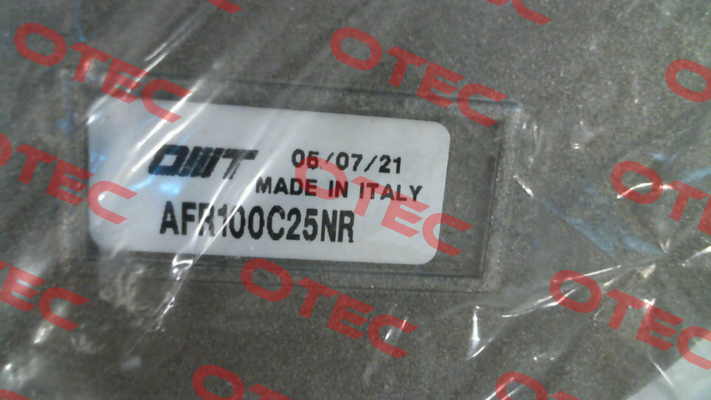 OMT 05/07/21
MADE IN ITALY
AFR100C25NR
OTEC